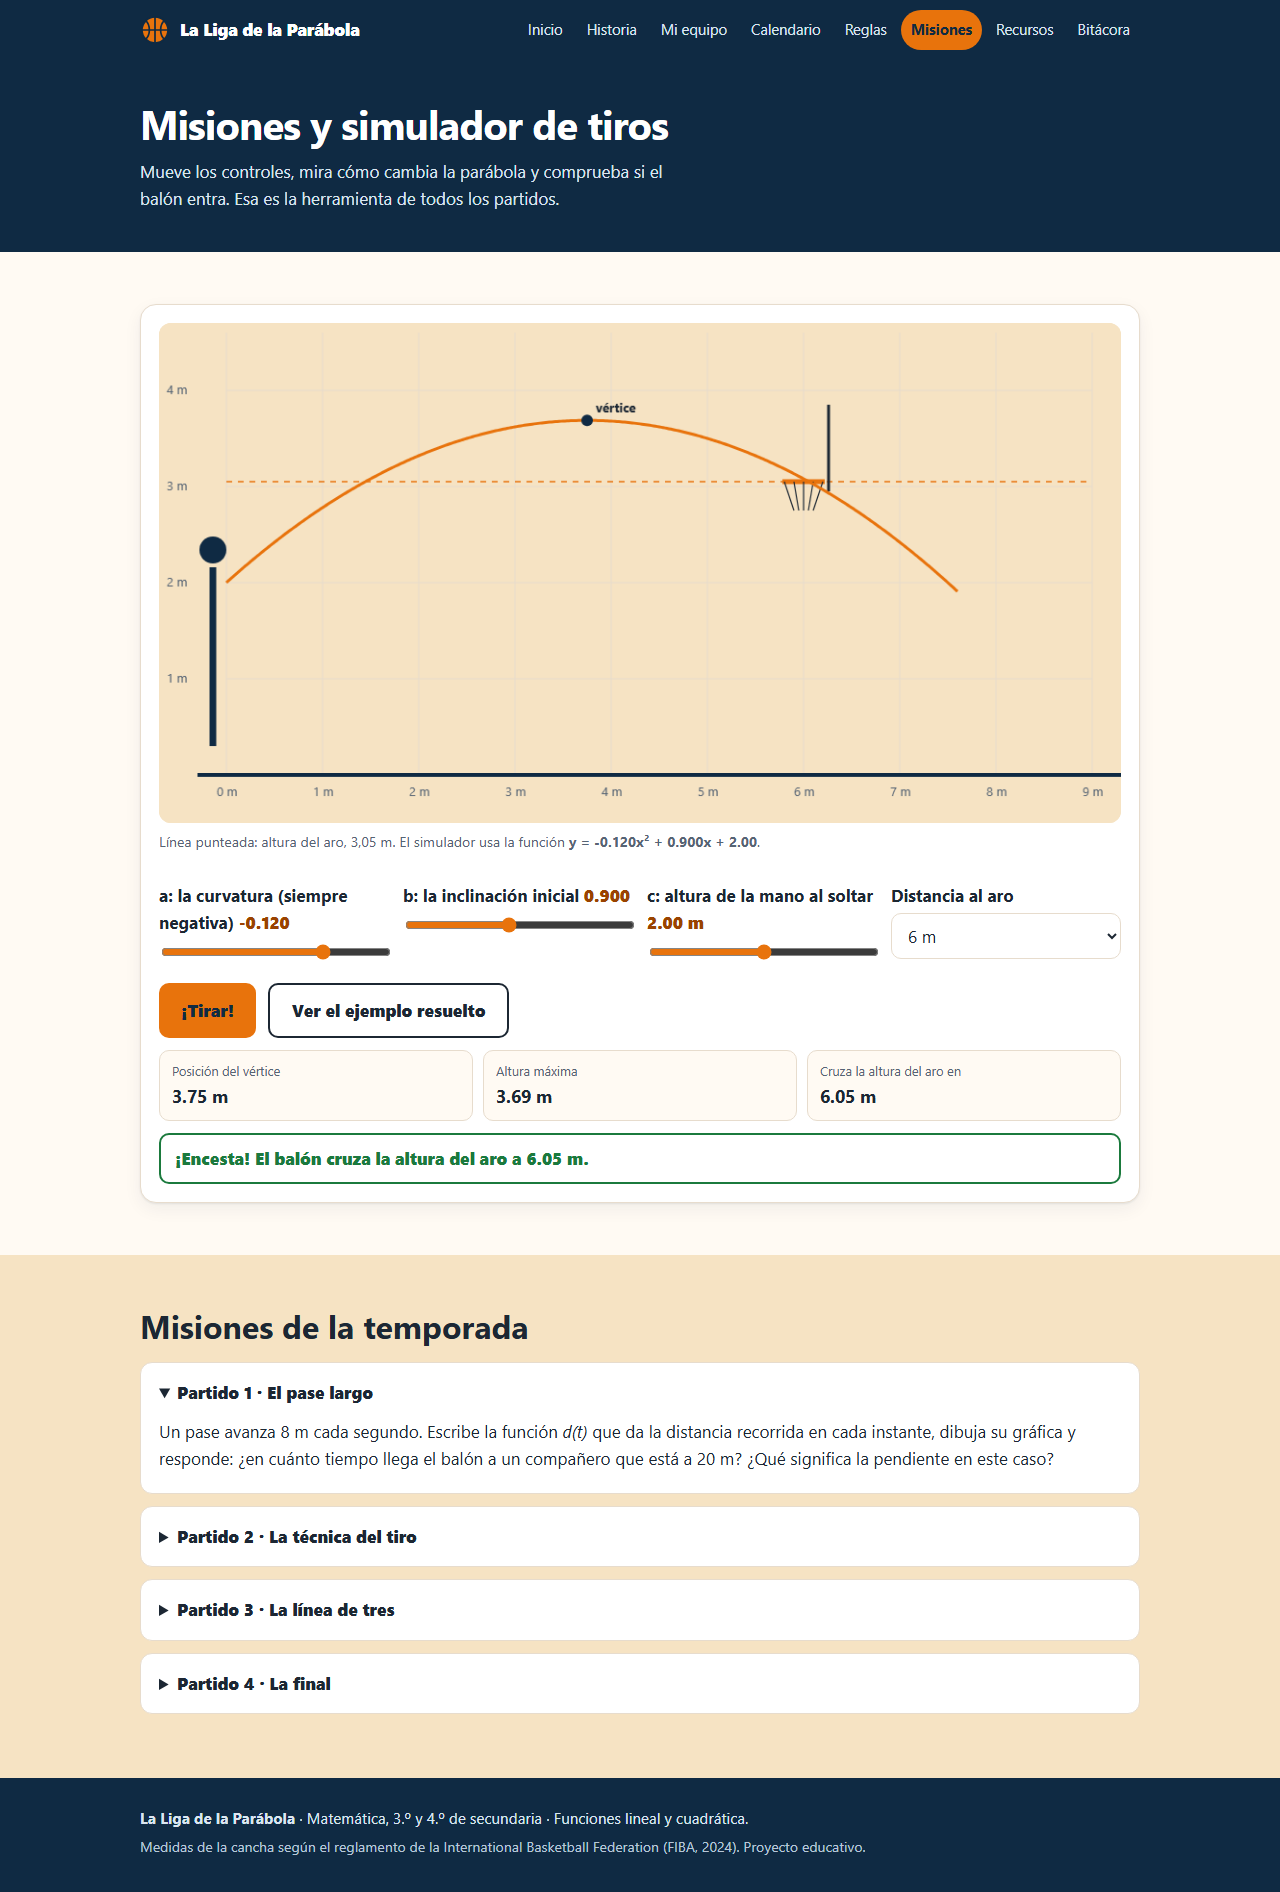 La Liga de la Parábola
Inicio
Historia
Mi equipo
Calendario
Reglas
Misiones
Recursos
Bitácora
Misiones y simulador de tiros
Mueve los controles, mira cómo cambia la parábola y comprueba si el
balón entra. Esa es la herramienta de todos los partidos.
4 m
vértice
3 m
2 m
1 m
0 m
1 m
2 m
3 m
4 m
5 m
6 m
7 m
8 m
9 m
Línea punteada: altura del aro, 3,05 m. El simulador usa la función y = -0.120x² + 0.900x + 2.00.
a: la curvatura (siempre
negativa) -0.120
b: la inclinación inicial 0.900
c: altura de la mano al soltar
2.00 m
Distancia al aro
6 m
¡Tirar!
Ver el ejemplo resuelto
Posición del vértice
3.75 m
Altura máxima
3.69 m
Cruza la altura del aro en
6.05 m
¡Encesta! El balón cruza la altura del aro a 6.05 m.
Misiones de la temporada
Partido 1 · El pase largo
Un pase avanza 8 m cada segundo. Escribe la función d(t) que da la distancia recorrida en cada instante, dibuja su gráfica y
responde: ¿en cuánto tiempo llega el balón a un compañero que está a 20 m? ¿Qué significa la pendiente en este caso?
Partido 2 · La técnica del tiro
Partido 3 · La línea de tres
Partido 4 · La final
La Liga de la Parábola · Matemática, 3.º y 4.º de secundaria · Funciones lineal y cuadrática.
Medidas de la cancha según el reglamento de la International Basketball Federation (FIBA, 2024). Proyecto educativo.